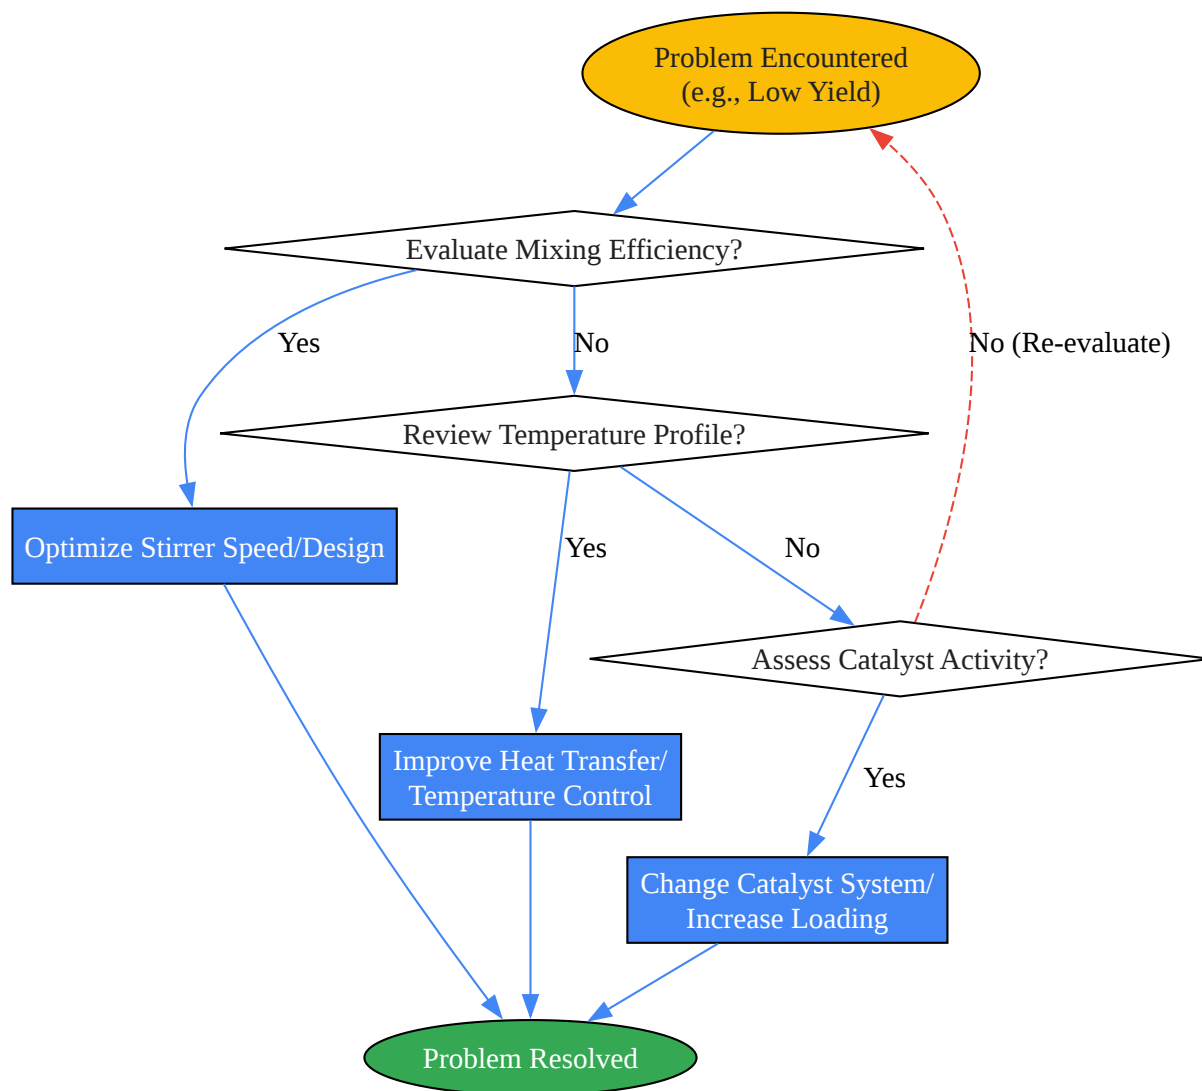 Problem Encountered
(e.g., Low Yield)
Evaluate Mixing Efficiency?
Yes
No
No (Re-evaluate)
Review Temperature Profile?
Optimize Stirrer Speed/Design
Yes
No
Assess Catalyst Activity?
Improve Heat Transfer/
Temperature Control
Yes
Change Catalyst System/
Increase Loading
Problem Resolved